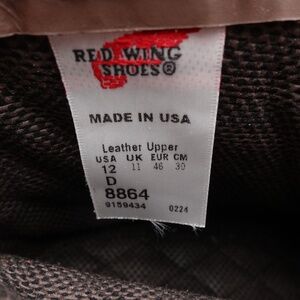 RED WING
SHOES®
MADE IN USA
Leather Upper
USA UK EUR CM
12 11 46 30
D
8864
9159434 0224